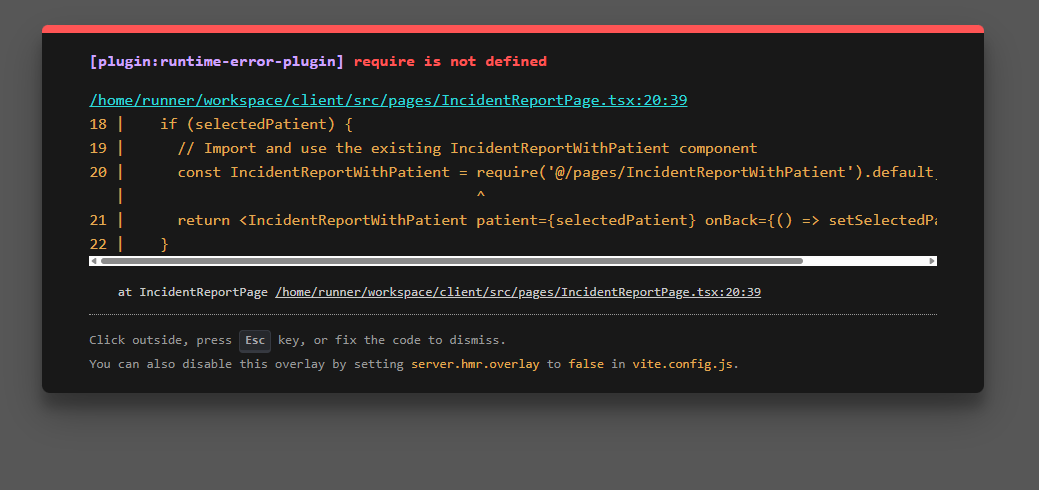 [plugin:runtime-error-plugin] require is not defined
/home/runner/workspace/client/src/pages/IncidentReportPage.tsx:20:39
18 |    if (selectedPatient) {
19 |      // Import and use the existing IncidentReportWithPatient component
20 |      const IncidentReportWithPatient = require('@/pages/IncidentReportWithPatient').default
   |                                        ^
21 |      return <IncidentReportWithPatient patient={selectedPatient} onBack={() => setSelectedPa
22 |    }
at IncidentReportPage /home/runner/workspace/client/src/pages/IncidentReportPage.tsx:20:39
Click outside, press Esc key, or fix the code to dismiss.
You can also disable this overlay by setting server.hmr.overlay to false in vite.config.js.